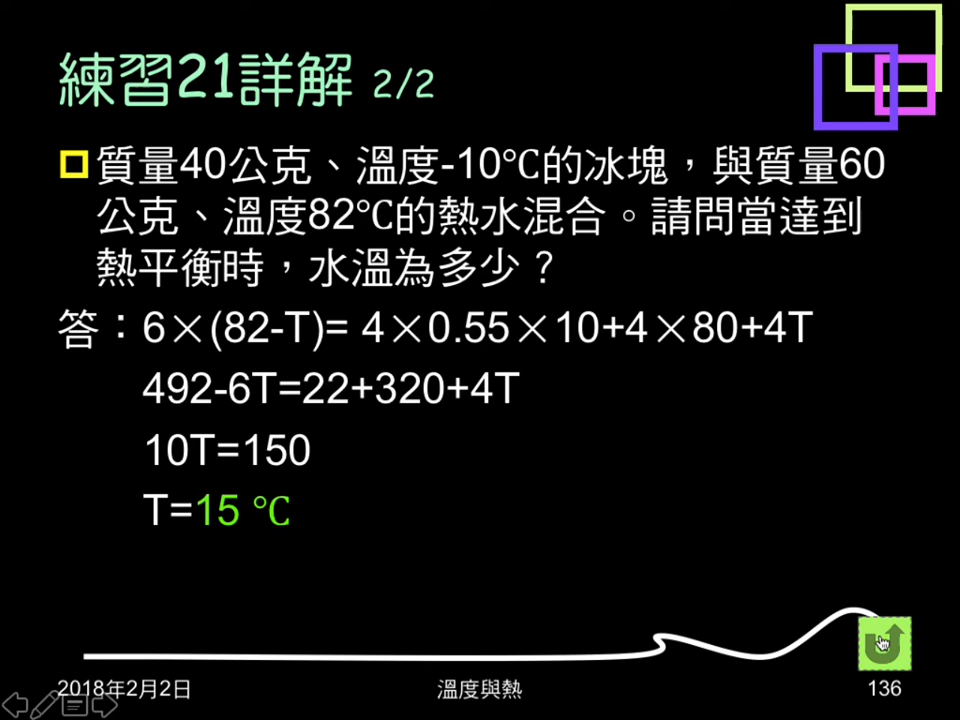 練習21詳解 2/2
質量40公克、溫度-10℃的冰塊，與質量60
公克、溫度82℃的熱水混合。請問當達到
熱平衡時，水溫為多少？
答：6×(82-T)= 4×0.55×10+4×80+4T
492-6T=22+320+4T
10T=150
T=15 ℃
2018年2月2日 溫度與熱 136